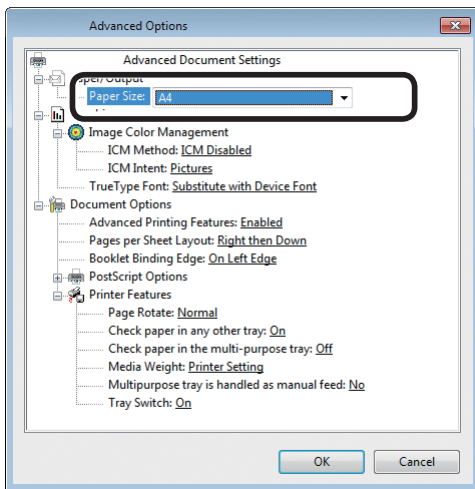 Advanced Options
Advanced Document Settings
Paper Size: A4
Image Color Management
ICM Method: ICM Disabled
ICM Intent: Pictures
TrueType Font: Substitute with Device Font
Document Options
Advanced Printing Features: Enabled
Pages per Sheet Layout: Right then Down
Booklet Binding Edge: On Left Edge
PostScript Options
Printer Features
Page Rotate: Normal
Check paper in any other tray: On
Check paper in the multi-purpose tray: Off
Media Weight: Printer Setting
Multipurpose tray is handled as manual feed: No
Tray Switch: On
OK Cancel